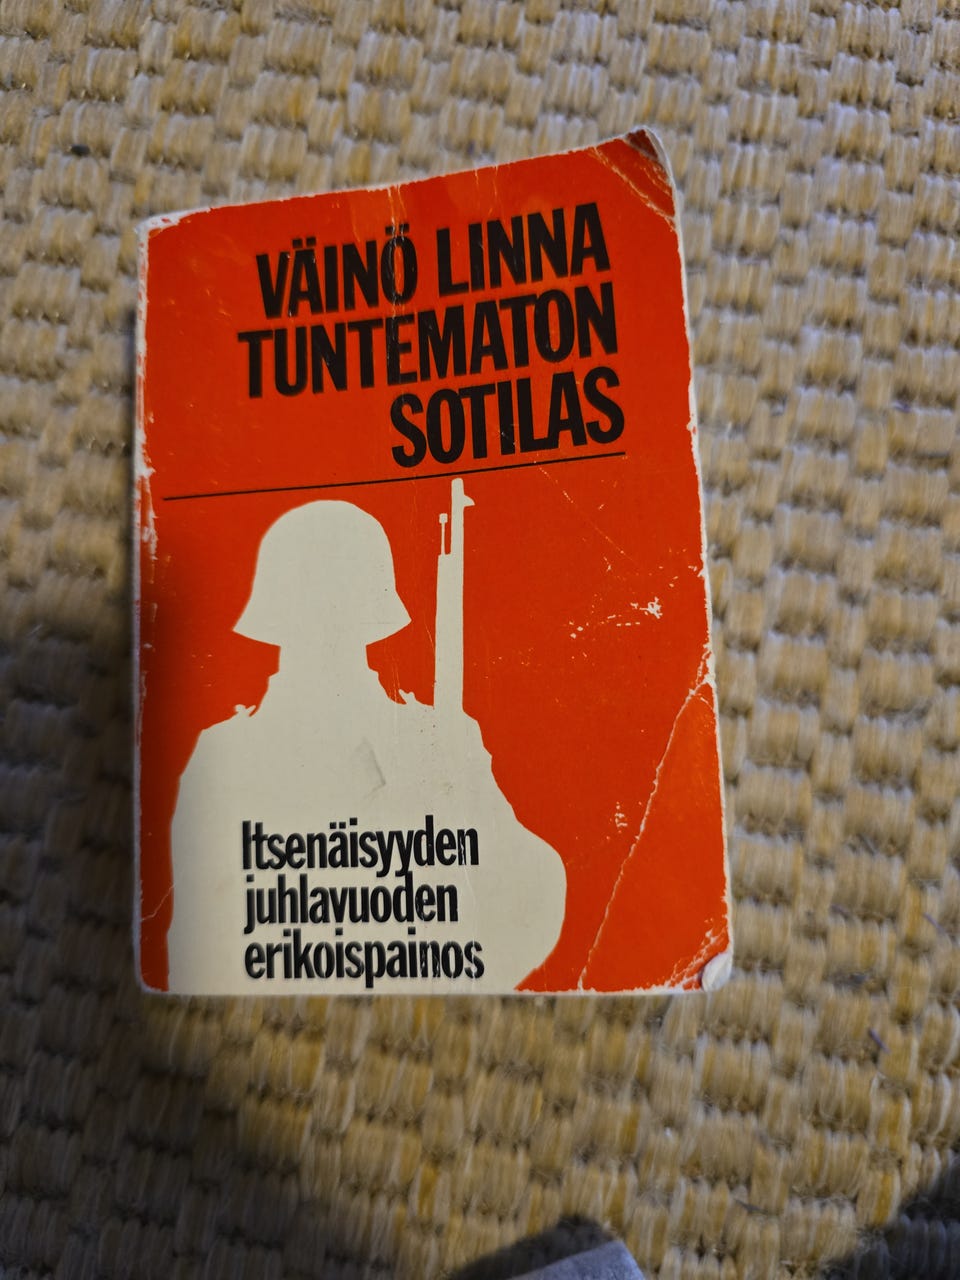 VÄINÖ LINNA
TUNTEMATON
SOTILAS
Itsenäisyyden
juhlavuoden
erikoispainos